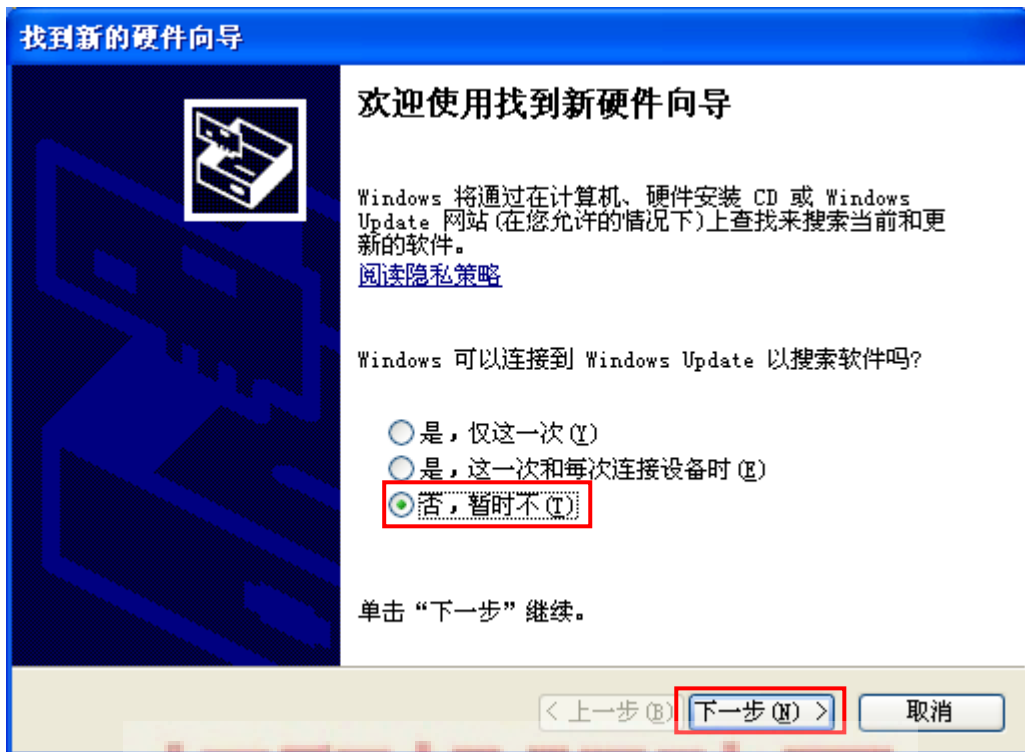 找到新的硬件向导
欢迎使用找到新硬件向导
Windows 将通过在计算机、硬件安装 CD 或 Windows
Update 网站(在您允许的情况下)上查找来搜索当前和更
新的软件。
阅读隐私策略
Windows 可以连接到 Windows Update 以搜索软件吗?
是，仅这一次(Y)
是，这一次和每次连接设备时(E)
否，暂时不(T)
单击“下一步”继续。
< 上一步(B) 下一步(N) > 取消